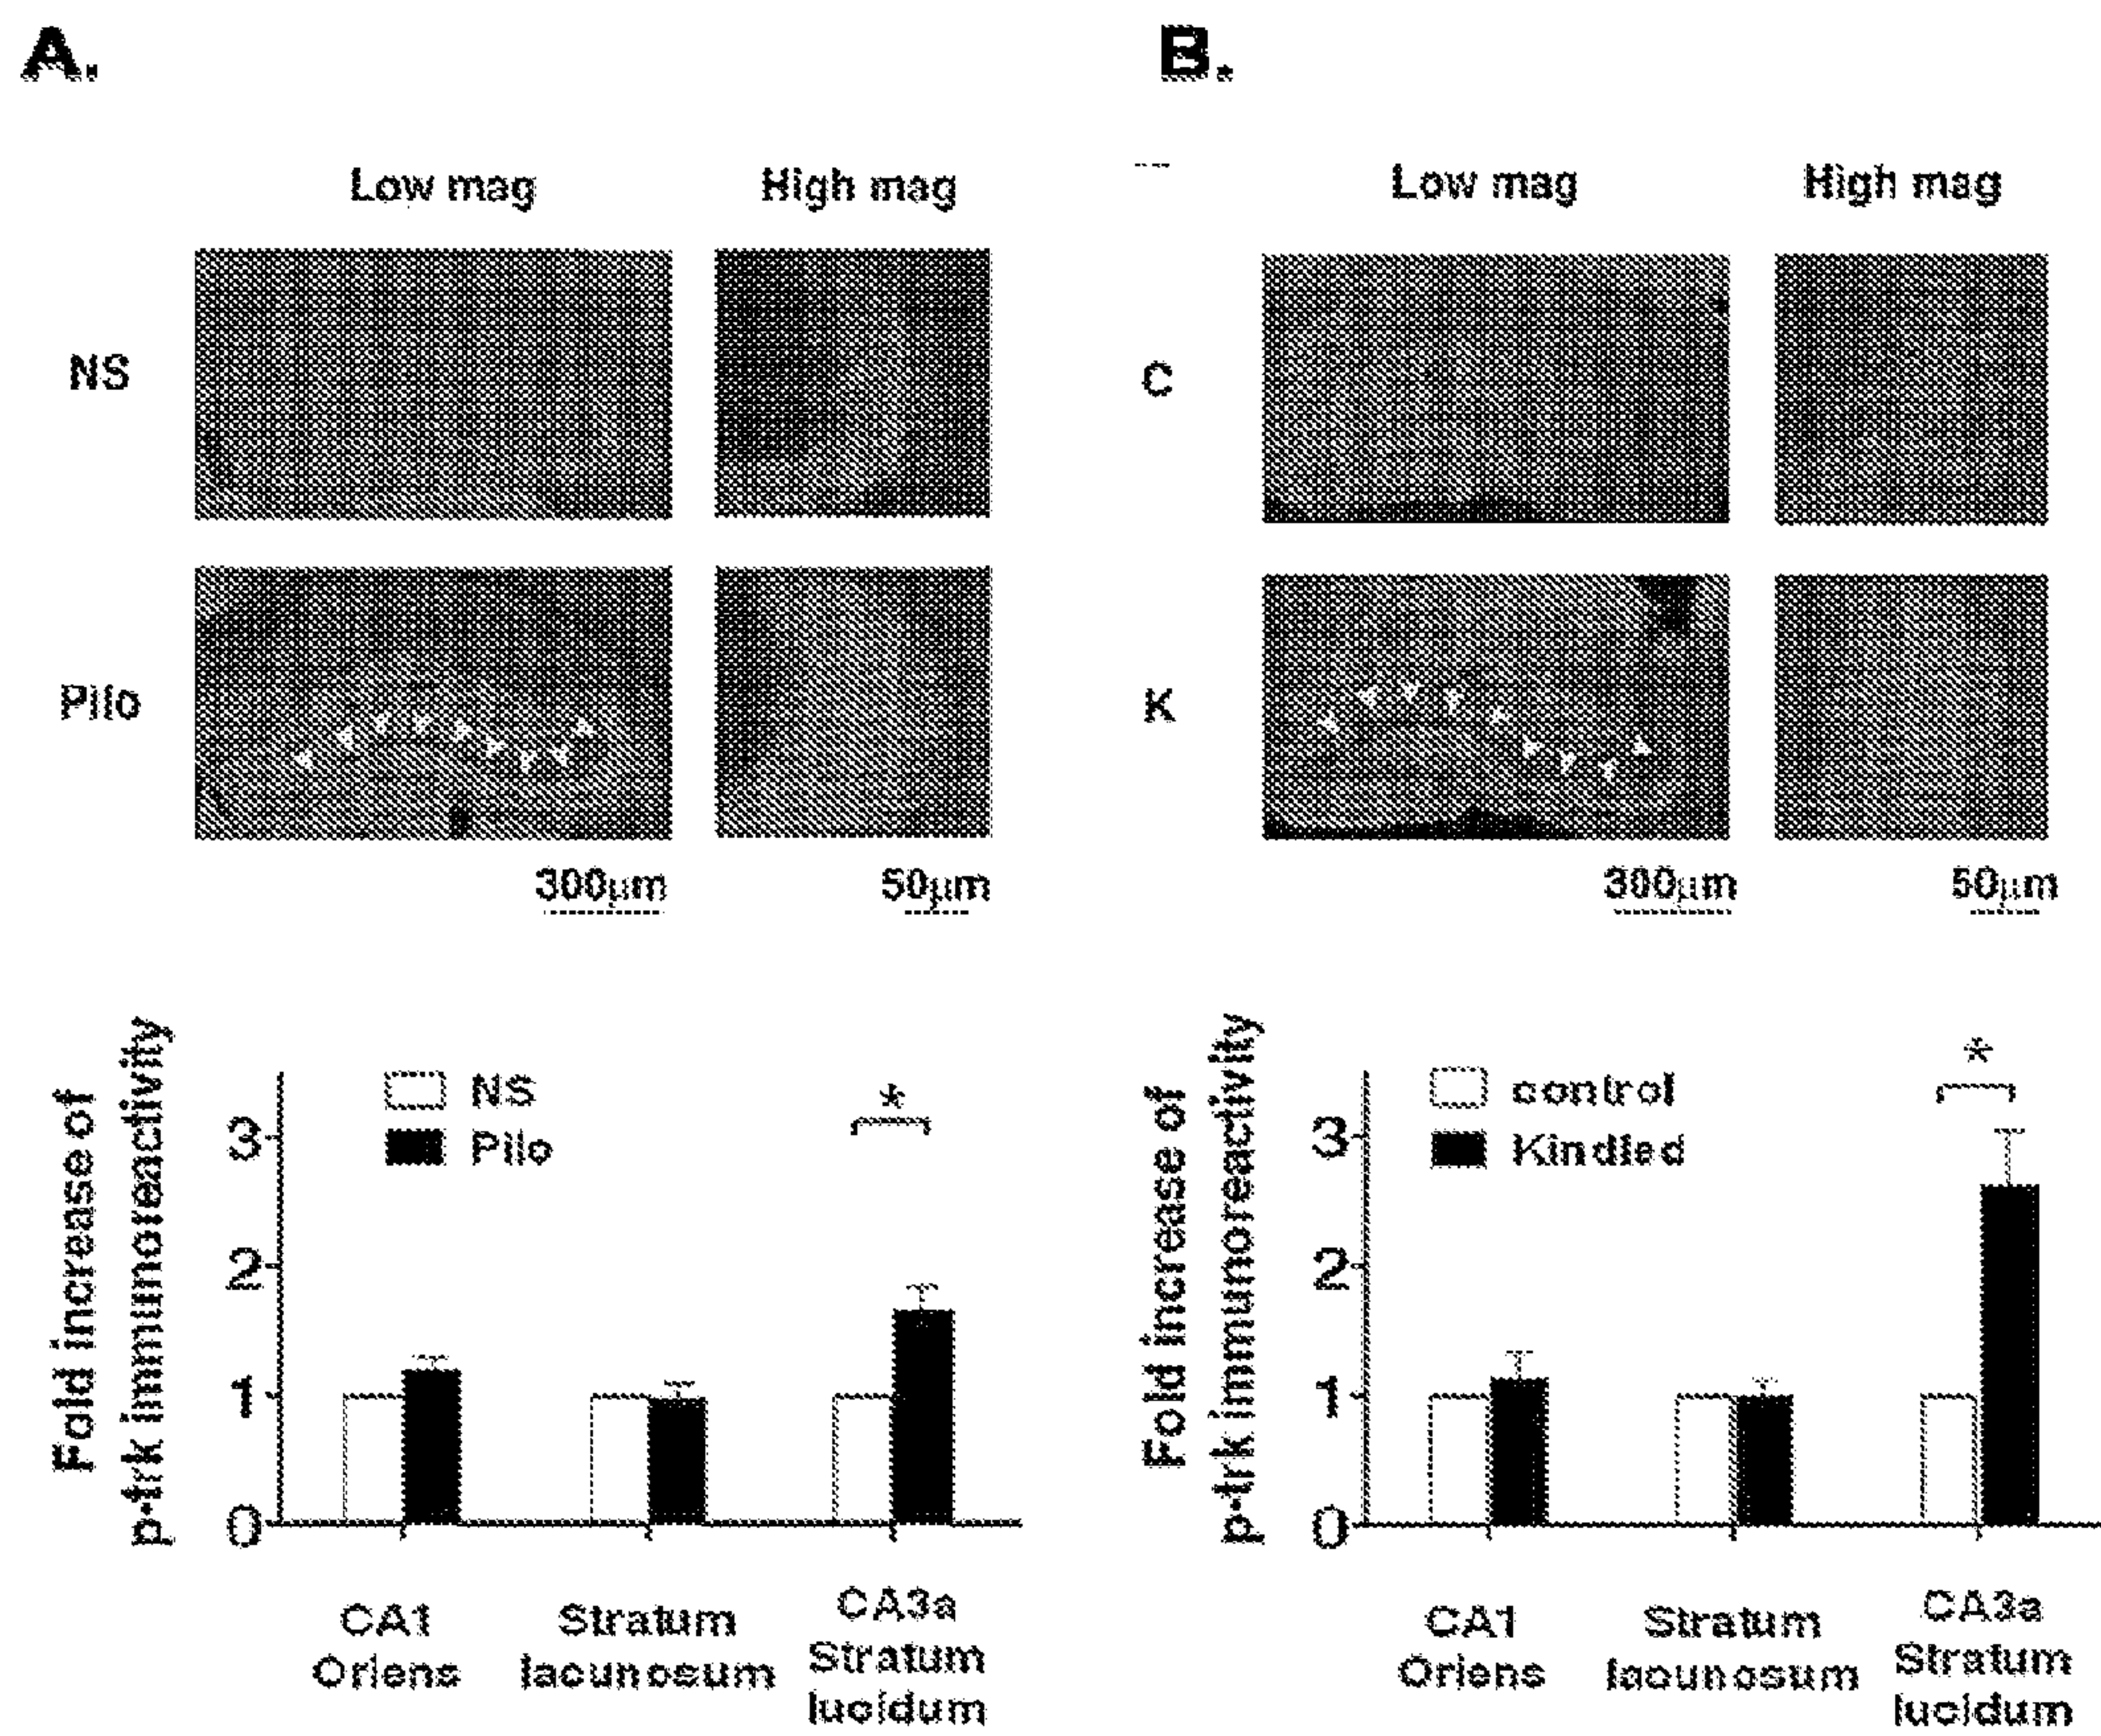 A.
Low mag
High mag
NS
Pilo
300μm
50μm
Fold increase of
p-trk immunoreactivity
3
2
1
0
NS
Pilo
*
CA1
Oriens
Stratum
lacunosum
CA3a
Stratum
lucidum
B.
Low mag
High mag
C
K
300μm
50μm
Fold increase of
p-trk immunoreactivity
3
2
1
0
control
Kindled
*
CA1
Oriens
Stratum
lacunosum
CA3a
Stratum
lucidum